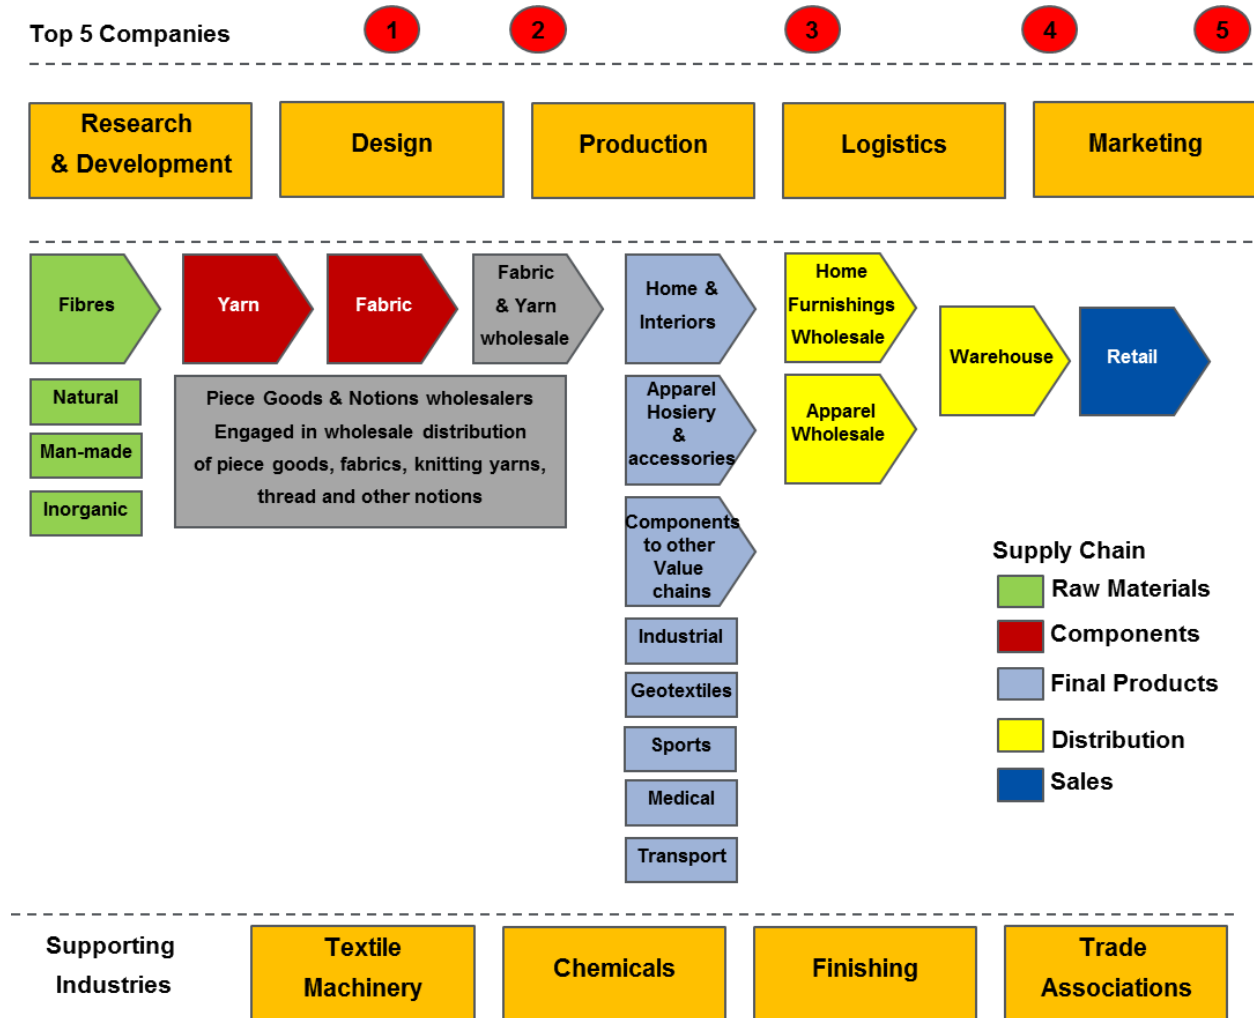 Top 5 Companies
1
2
3
4
5
Research
& Development
Design
Production
Logistics
Marketing
Fibres
Yarn
Fabric
Fabric
& Yarn
wholesale
Home &
Interiors
Home
Furnishings
Wholesale
Warehouse
Retail
Natural
Man-made
Inorganic
Piece Goods & Notions wholesalers
Engaged in wholesale distribution
of piece goods, fabrics, knitting yarns,
thread and other notions
Apparel
Hosiery
&
accessories
Apparel
Wholesale
Components
to other
Value
chains
Industrial
Geotextiles
Sports
Medical
Transport
Supply Chain
Raw Materials
Components
Final Products
Distribution
Sales
Supporting
Industries
Textile
Machinery
Chemicals
Finishing
Trade
Associations